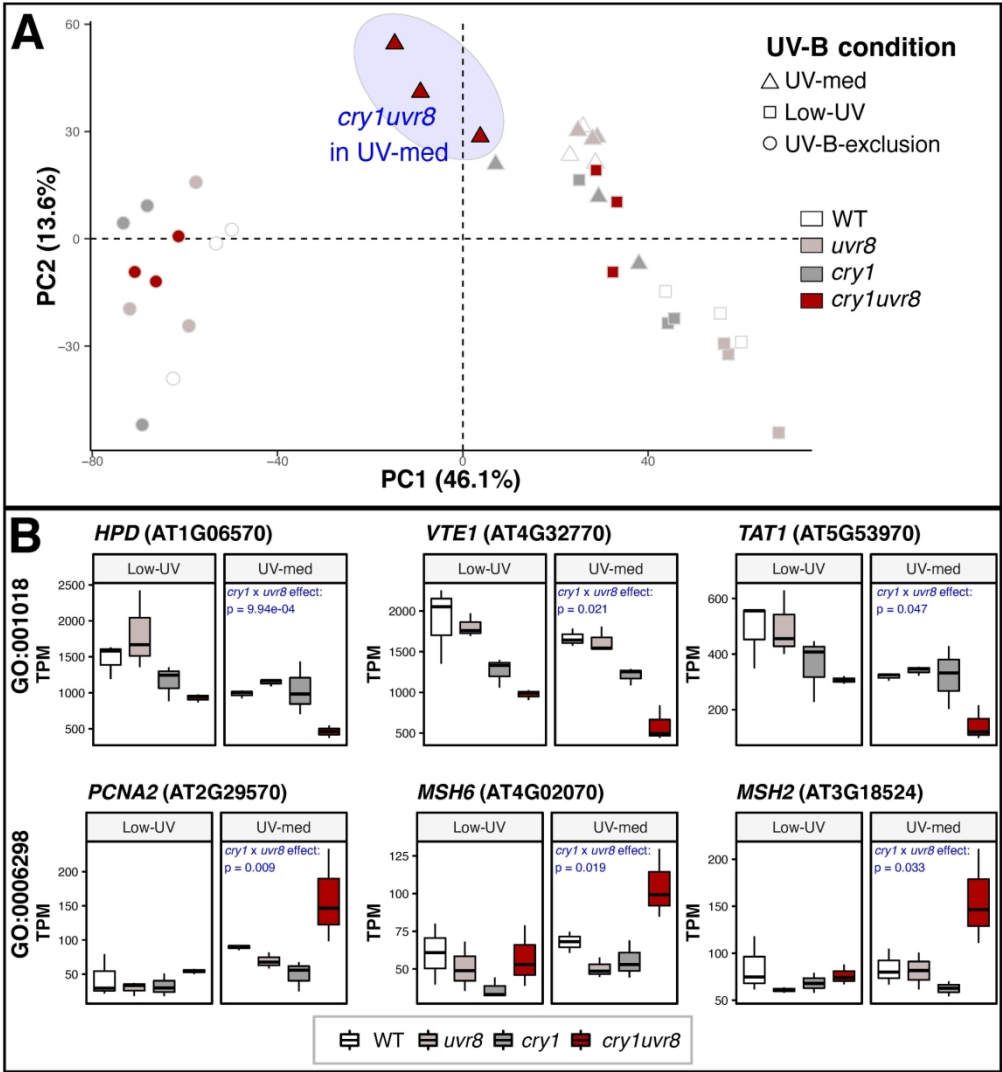 A
UV-B condition
UV-med
Low-UV
UV-B-exclusion
cry1uvr8
in UV-med
WT
uvr8
cry1
cry1uvr8
PC2 (13.6%)
60
30
0
−30
−80
−40
0
40
PC1 (46.1%)
B
GO:001018
HPD (AT1G06570)
Low-UV
UV-med
cry1 x uvr8 effect:
p = 9.94e-04
TPM
2500
2000
1500
1000
500
VTE1 (AT4G32770)
Low-UV
UV-med
cry1 x uvr8 effect:
p = 0.021
TPM
2000
1500
1000
500
TAT1 (AT5G53970)
Low-UV
UV-med
cry1 x uvr8 effect:
p = 0.047
TPM
600
400
200
GO:0006298
PCNA2 (AT2G29570)
Low-UV
UV-med
cry1 x uvr8 effect:
p = 0.009
TPM
200
150
100
50
MSH6 (AT4G02070)
Low-UV
UV-med
cry1 x uvr8 effect:
p = 0.019
TPM
125
100
75
50
MSH2 (AT3G18524)
Low-UV
UV-med
cry1 x uvr8 effect:
p = 0.033
TPM
200
150
100
50
WT uvr8 cry1 cry1uvr8